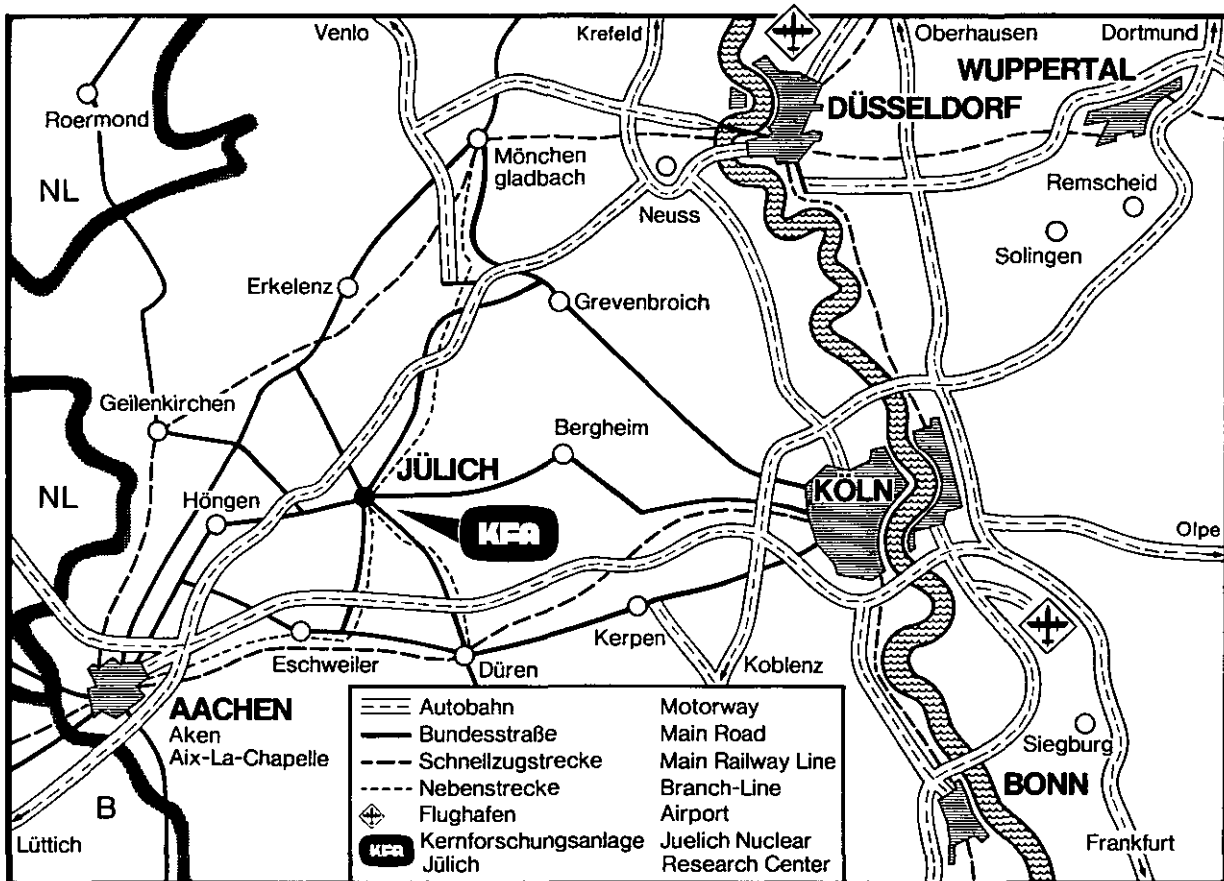 Venlo
Krefeld
Oberhausen
Dortmund
WUPPERTAL
DÜSSELDORF
Roermond
Mönchen
gladbach
NL
Neuss
Remscheid
Solingen
Erkelenz
Grevenbroich
Geilenkirchen
Bergheim
JÜLICH
NL
Höngen
KÖLN
KFA
Olpe
Kerpen
Eschweiler
Düren
Koblenz
AACHEN
Aken
Aix-La-Chapelle
Siegburg
BONN
B
Lüttich
Frankfurt
Autobahn Motorway
Bundesstraße Main Road
Schnellzugstrecke Main Railway Line
Nebenstrecke Branch-Line
Flughafen Airport
KFA Kernforschungsanlage Juelich Nuclear
Jülich Research Center